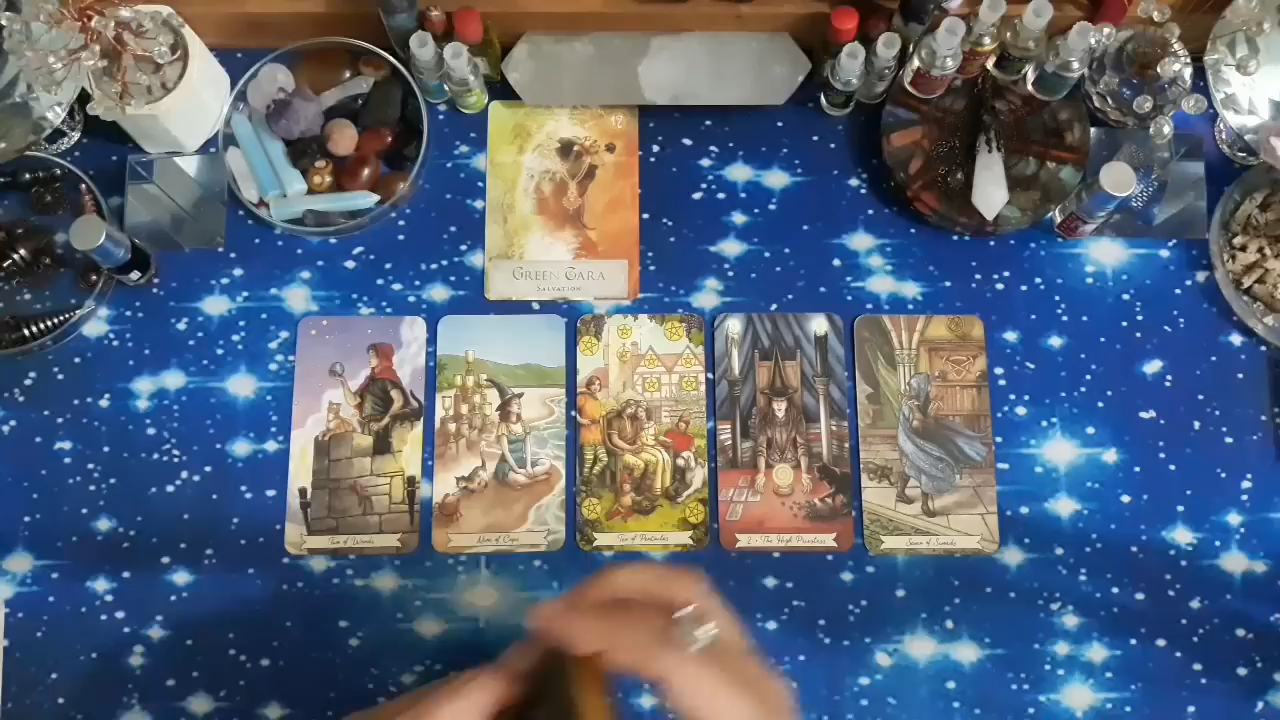 19
GREEN TARA
SALVATION
Two of Wands
Nine of Cups
Ten of Pentacles
2 • The High Priestess
Seven of Swords